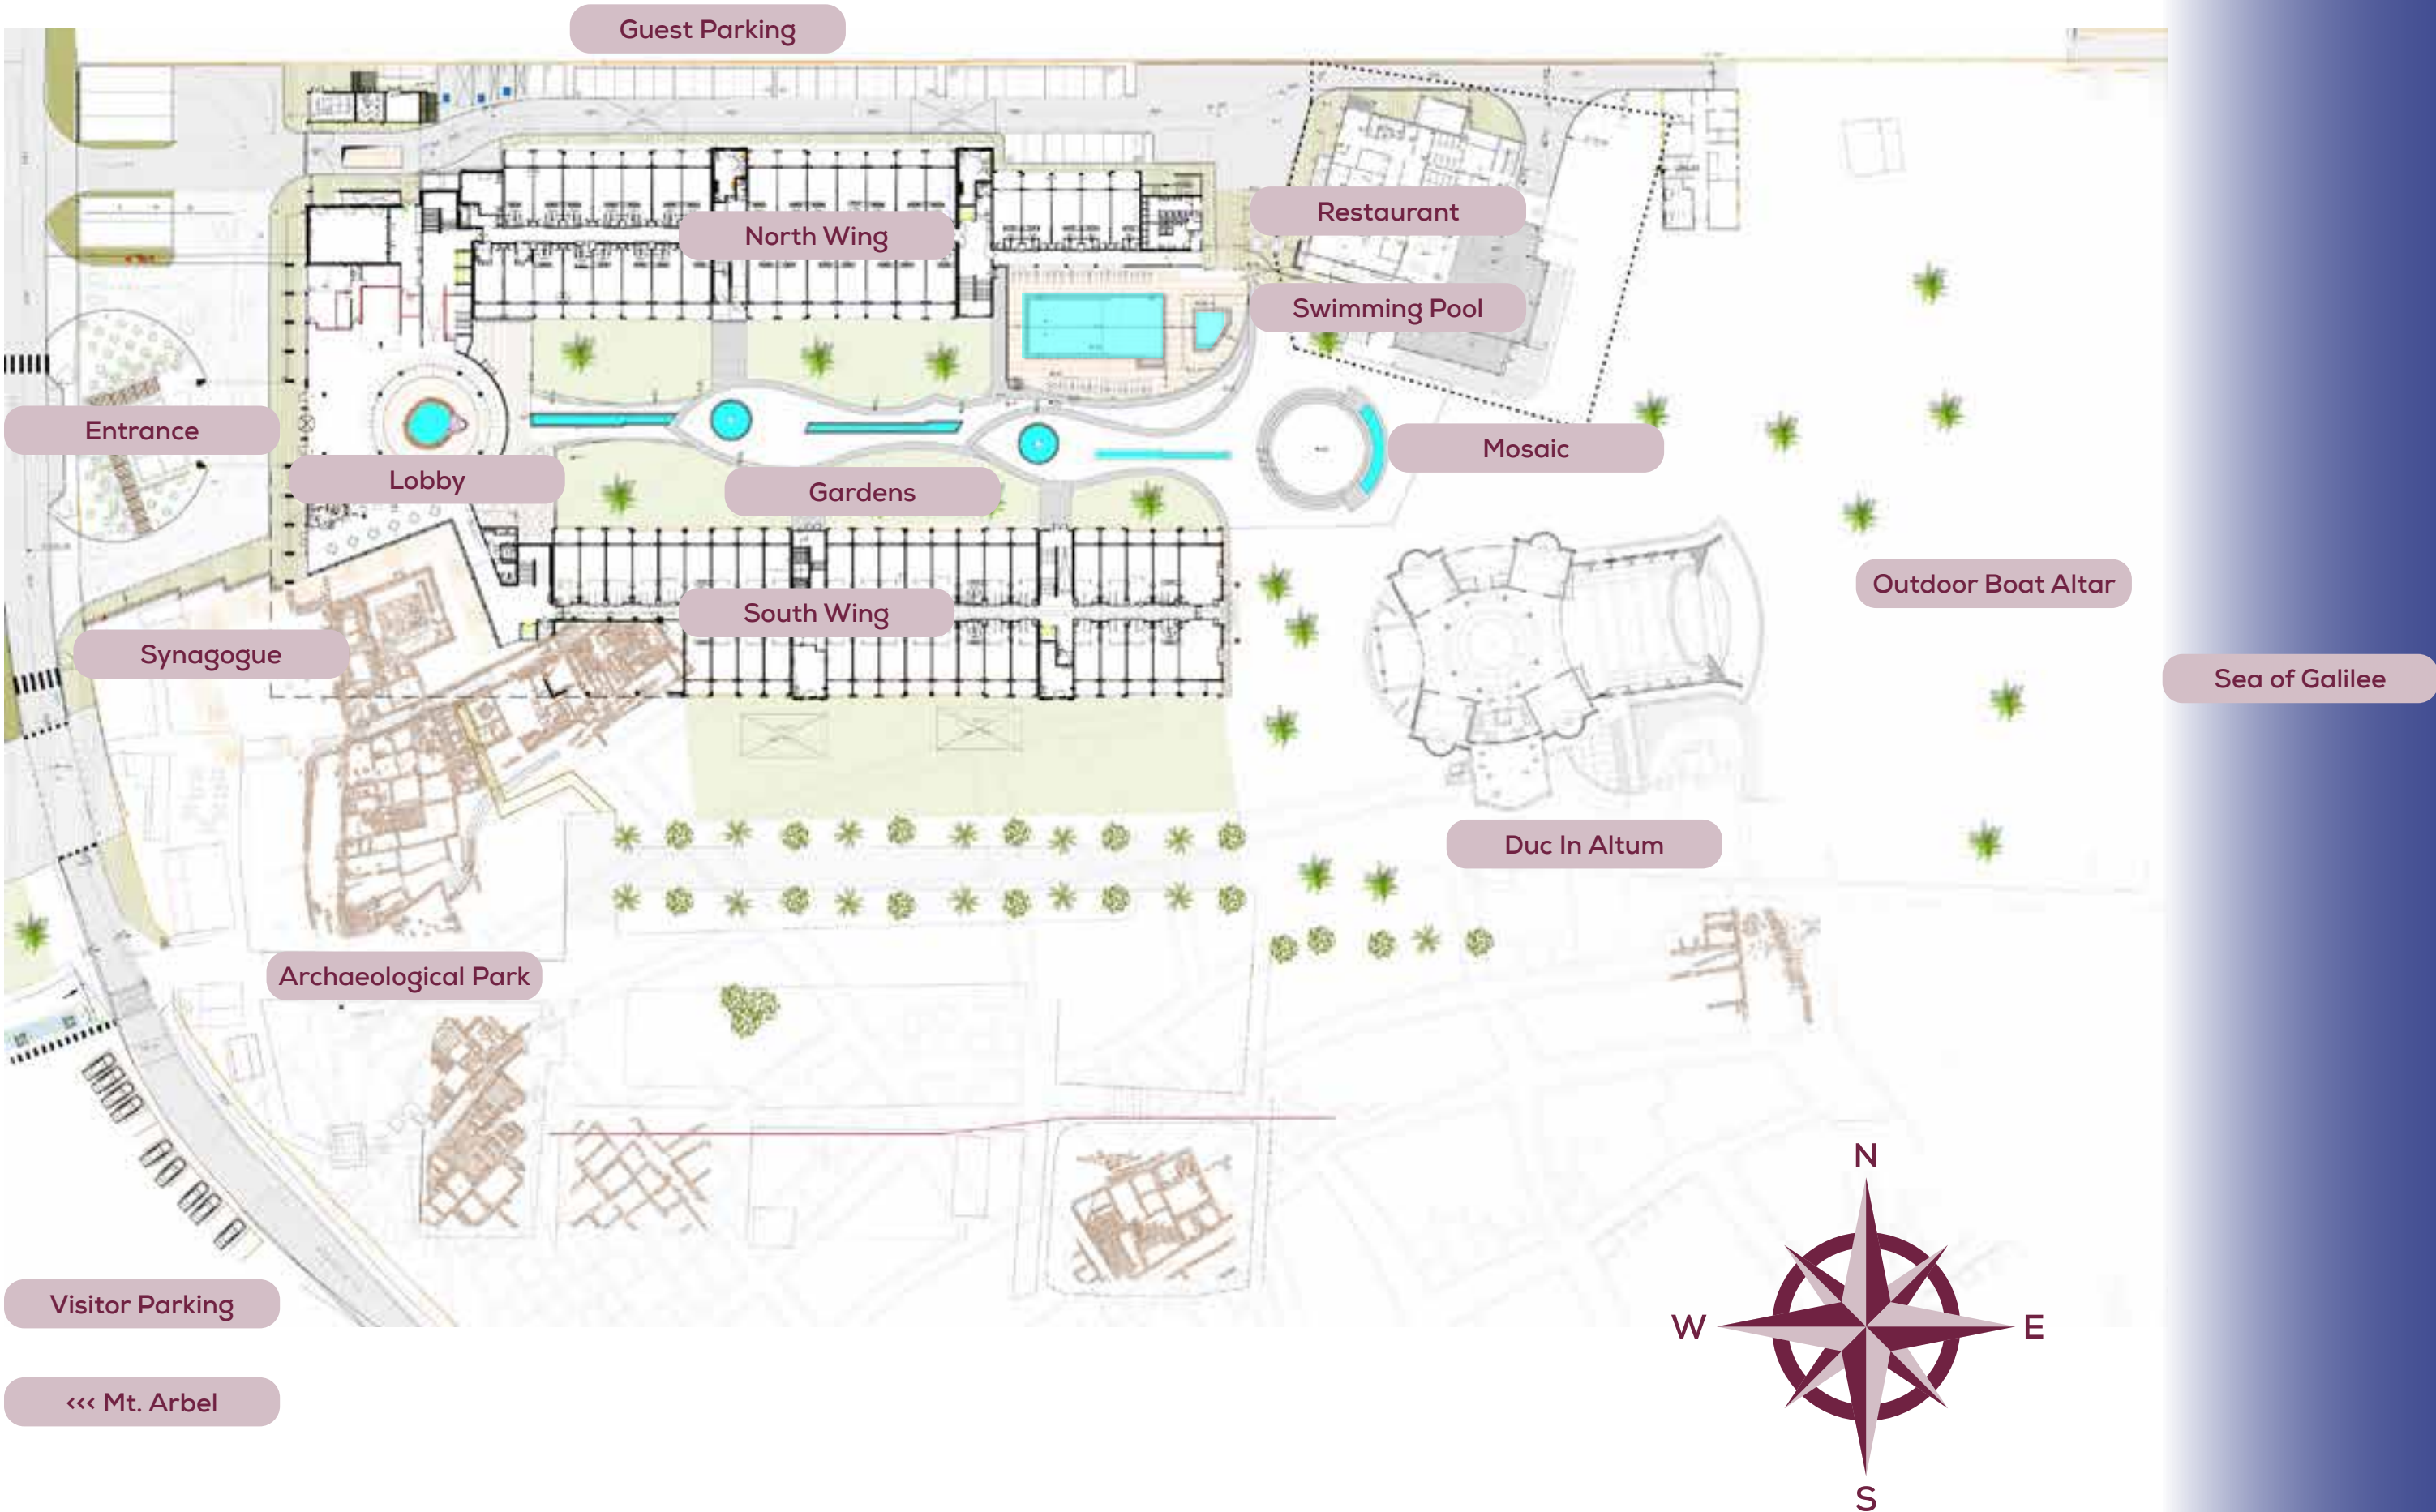 Guest Parking
Restaurant
North Wing
Swimming Pool
Entrance
Mosaic
Lobby
Gardens
Outdoor Boat Altar
South Wing
Synagogue
Sea of Galilee
Duc In Altum
Archaeological Park
N
W
E
S
Visitor Parking
‹‹‹ Mt. Arbel